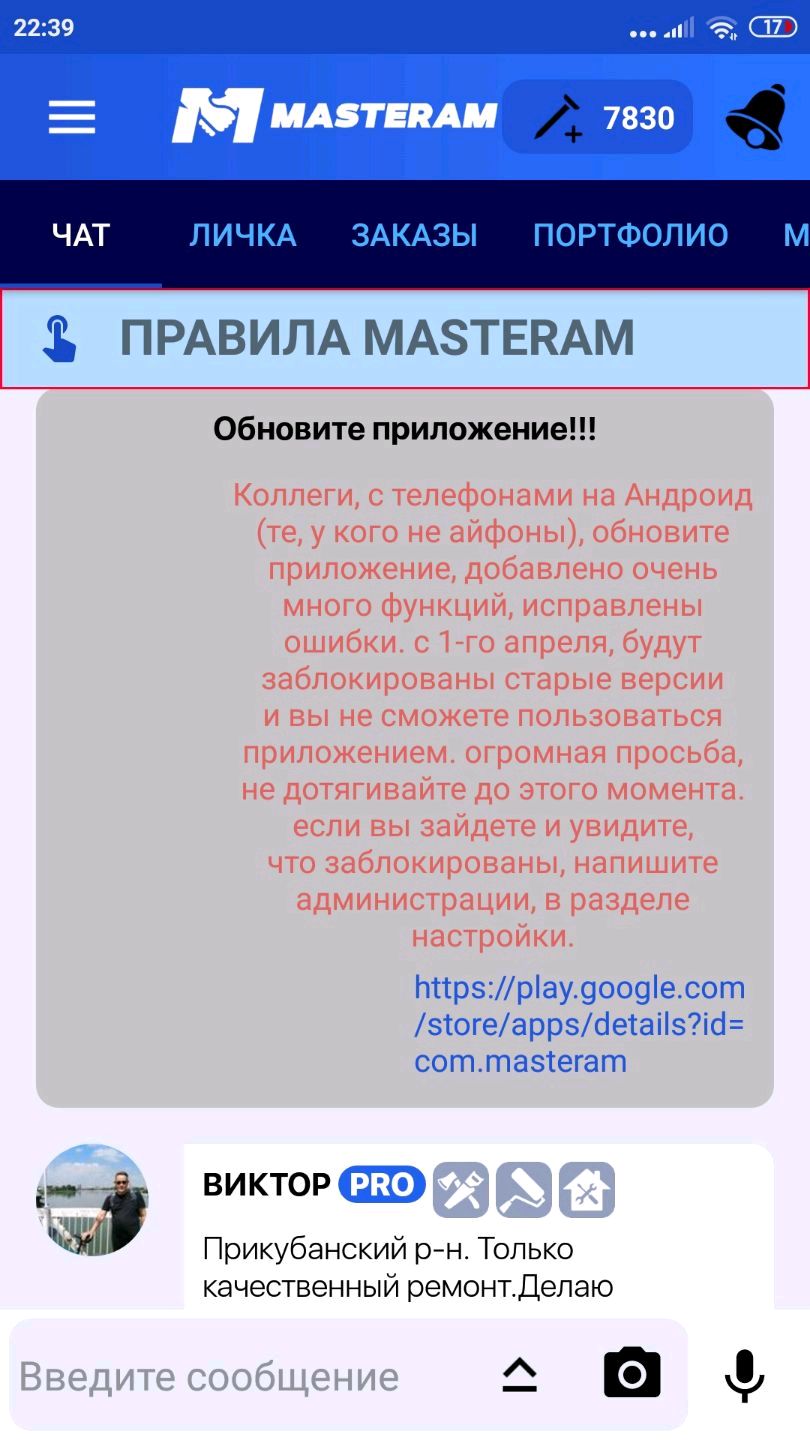 22:39
17
MASTERAM
7830
ЧАТ ЛИЧКА ЗАКАЗЫ ПОРТФОЛИО М
ПРАВИЛА MASTERAM
Обновите приложение!!!
Коллеги, с телефонами на Андроид
(те, у кого не айфоны), обновите
приложение, добавлено очень
много функций, исправлены
ошибки. с 1-го апреля, будут
заблокированы старые версии
и вы не сможете пользоваться
приложением. огромная просьба,
не дотягивайте до этого момента.
если вы зайдете и увидите,
что заблокированы, напишите
администрации, в разделе
настройки.
https://play.google.com
/store/apps/details?id=
com.masteram
ВИКТОР PRO
Прикубанский р-н. Только
качественный ремонт.Делаю
Введите сообщение